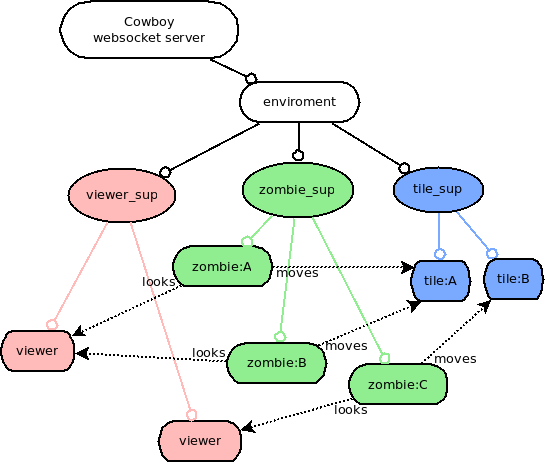 Cowboy
websocket server
enviroment
viewer_sup
zombie_sup
tile_sup
zombie:A
moves
tile:A
tile:B
looks
viewer
looks
zombie:B
moves
moves
zombie:C
looks
viewer